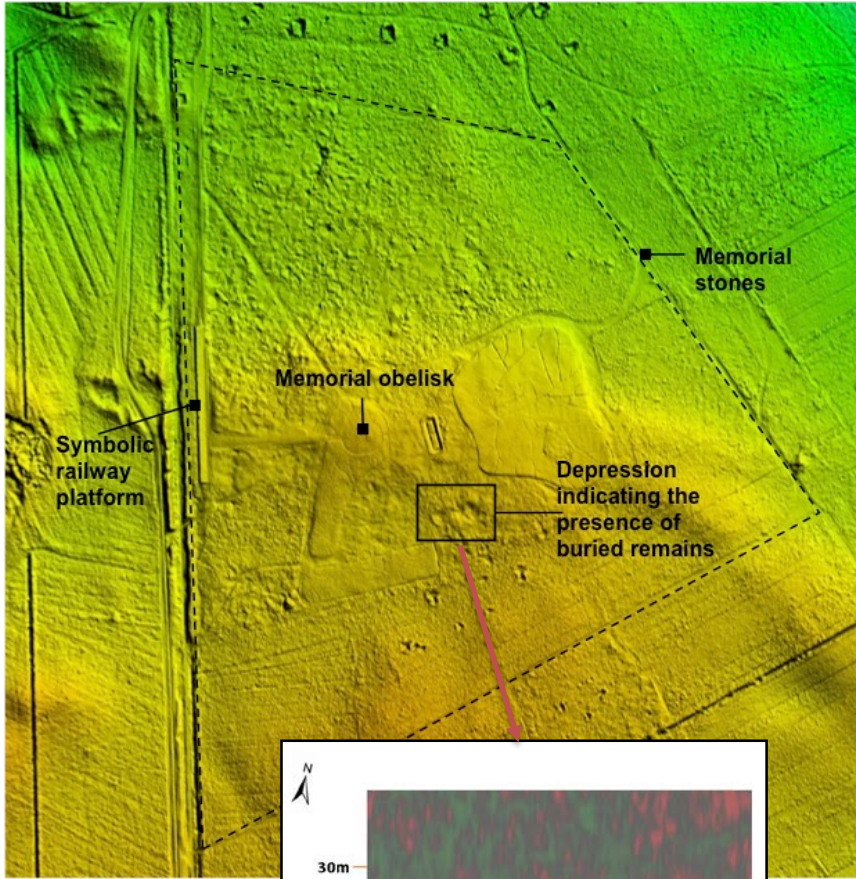 Memorial
stones
Memorial obelisk
Symbolic
railway
platform
Depression
indicating the
presence of
buried remains
N
30m